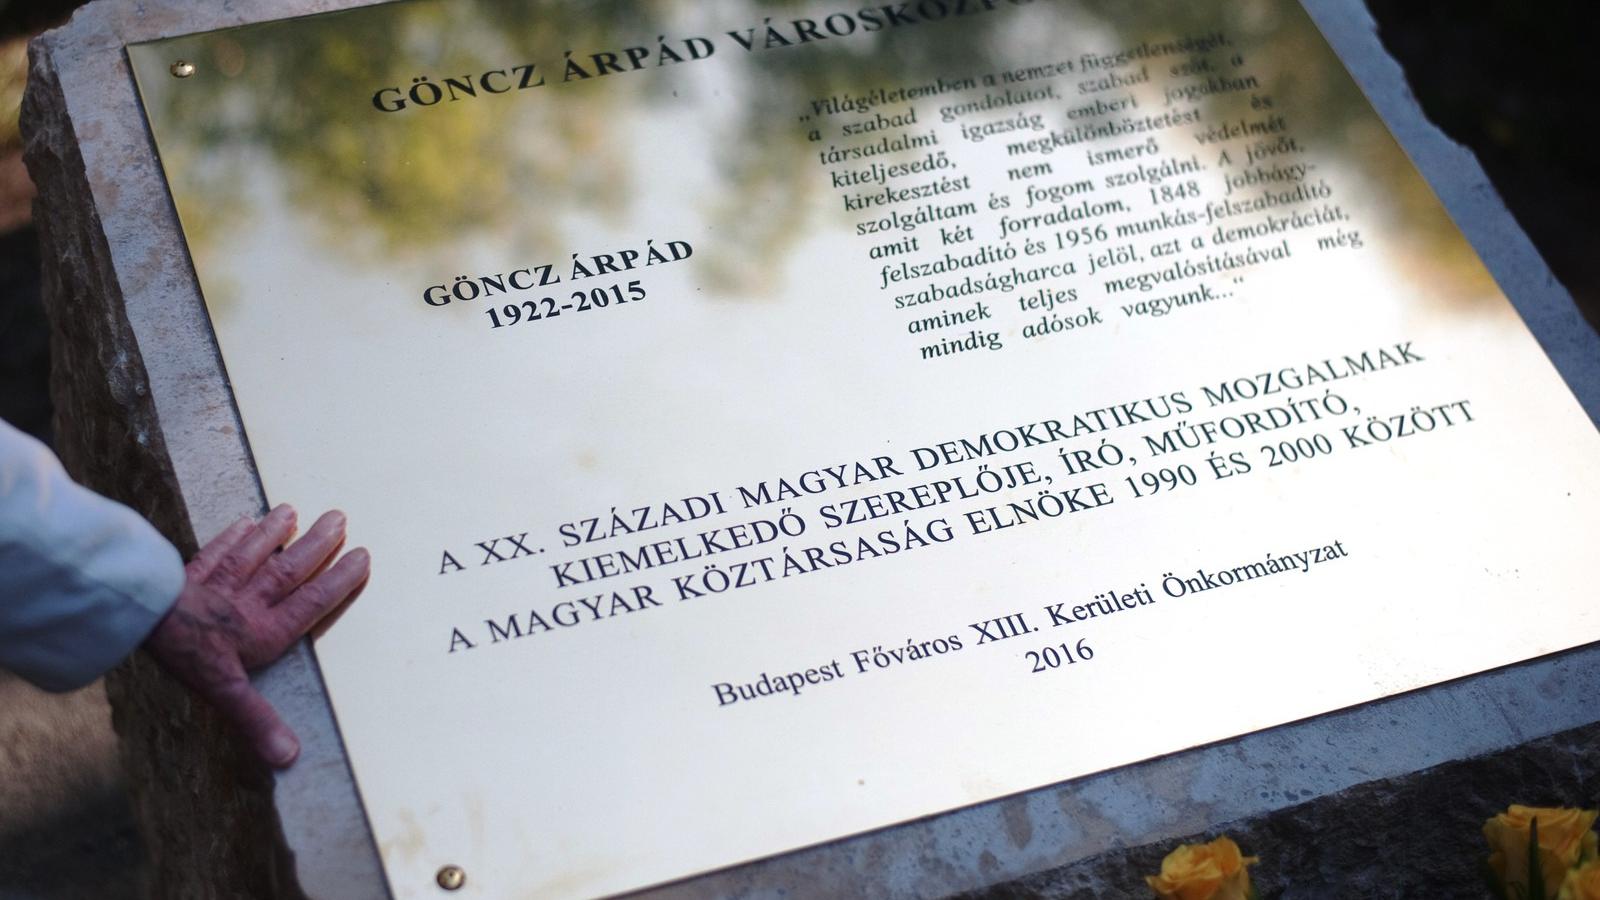 GÖNCZ ÁRPÁD VÁROSKÖZPO
GÖNCZ ÁRPÁD
1922-2015
„Világéletemben a nemzet függetlenségét,
a szabad gondolatot, szabad szót, a
társadalmi igazság emberi jogokban
kiteljesedő, megkülönböztetést és
kirekesztést nem ismerő védelmét
szolgáltam és fogom szolgálni. A jövőt,
amit két forradalom, 1848 jobbágy-
felszabadító és 1956 munkás-felszabadító
szabadságharca jelöl, azt a demokráciát,
aminek teljes megvalósításával még
mindig adósok vagyunk...“
A XX. SZÁZADI MAGYAR DEMOKRATIKUS MOZGALMAK
KIEMELKEDŐ SZEREPLŐJE, ÍRÓ, MŰFORDÍTÓ,
A MAGYAR KÖZTÁRSASÁG ELNÖKE 1990 ÉS 2000 KÖZÖTT
Budapest Főváros XIII. Kerületi Önkormányzat
2016